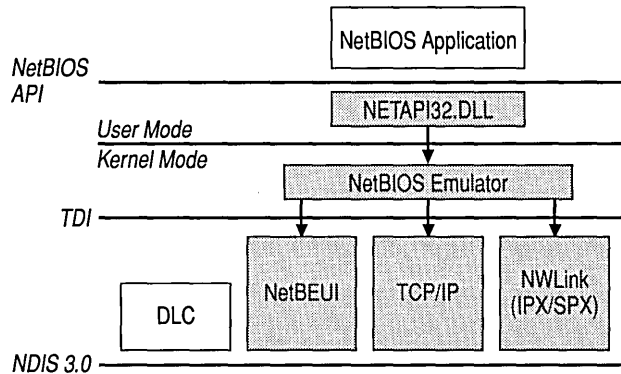 NetBIOS Application
NetBIOS
API
NETAPI32.DLL
User Mode
Kernel Mode
NetBIOS Emulator
TDI
DLC
NetBEUI
TCP/IP
NWLink
(IPX/SPX)
NDIS 3.0